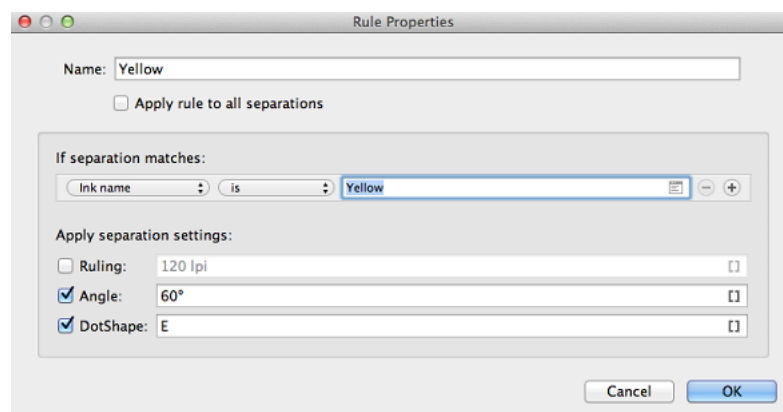 Rule Properties
Name: Yellow
Apply rule to all separations
If separation matches:
Ink name is Yellow
Apply separation settings:
Ruling: 120 lpi
Angle: 60°
DotShape: E
Cancel OK